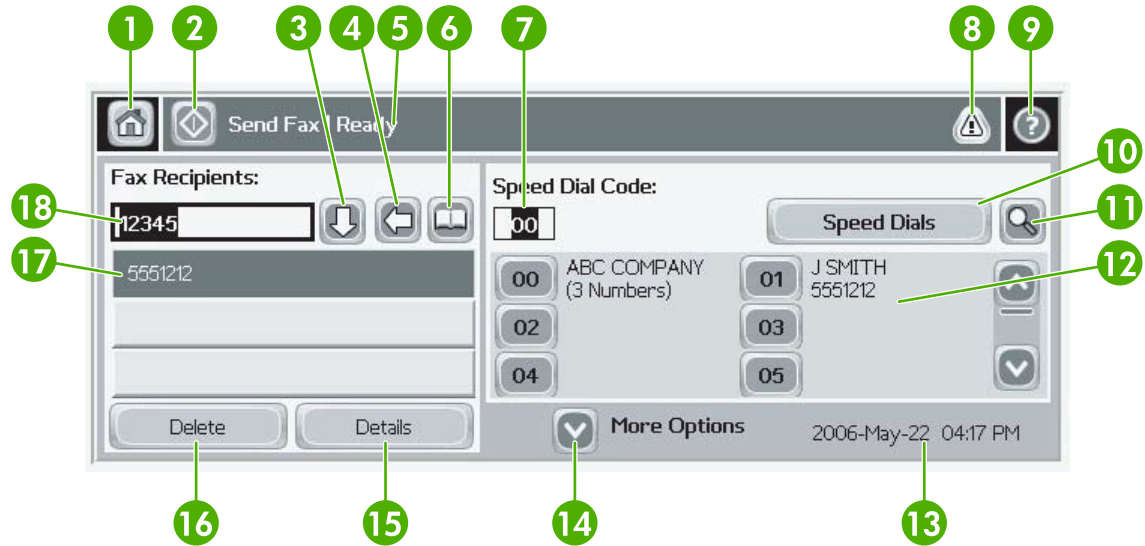 1 2 3 4 5 6 7 8 9
Send Fax | Ready
?
10
Fax Recipients:
Speed Dial Code:
18 12345
00
Speed Dials
11
17 5551212
00 ABC COMPANY
(3 Numbers)
01 J SMITH
5551212
12
02
03
04
05
Delete
Details
More Options
2006-May-22 04:17 PM
16 15 14 13